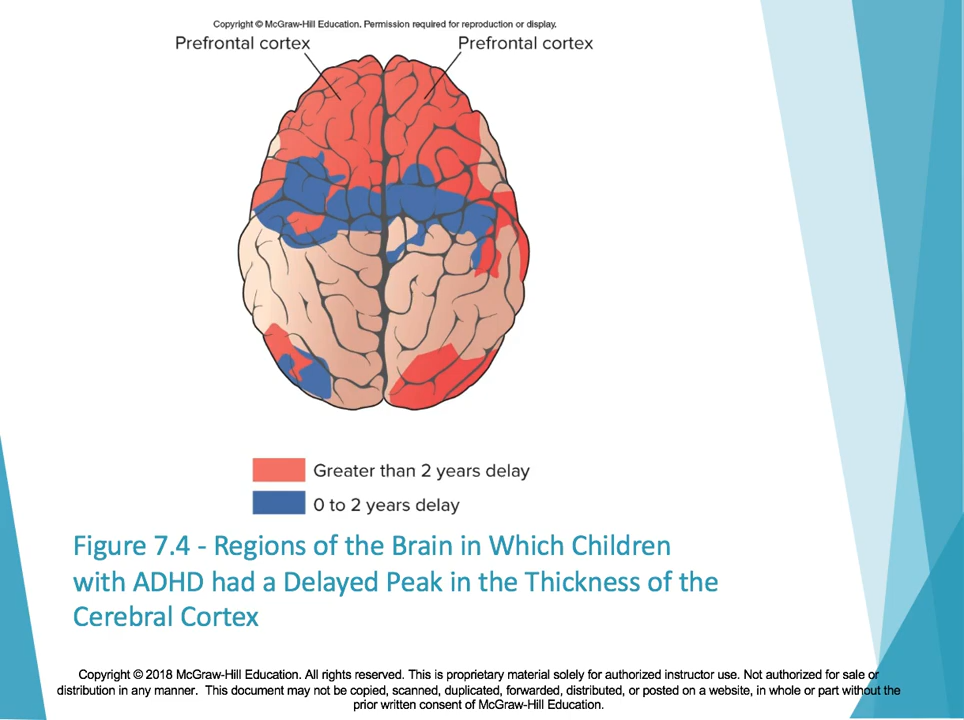 Copyright © McGraw-Hill Education. Permission required for reproduction or display.
Prefrontal cortex
Prefrontal cortex
Greater than 2 years delay
0 to 2 years delay
Figure 7.4 - Regions of the Brain in Which Children
with ADHD had a Delayed Peak in the Thickness of the
Cerebral Cortex
Copyright © 2018 McGraw-Hill Education. All rights reserved. This is proprietary material solely for authorized instructor use. Not authorized for sale or
distribution in any manner. This document may not be copied, scanned, duplicated, forwarded, distributed, or posted on a website, in whole or part without the
prior written consent of McGraw-Hill Education.